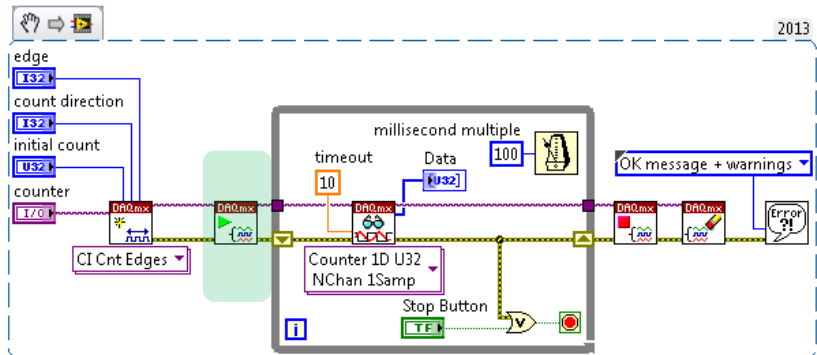 2013
edge
I32
count direction
I32
initial count
U32
counter
I/O
DAQmx
CI Cnt Edges
DAQmx
timeout
10
DAQmx
Counter 1D U32
NChan 1Samp
Data
U32
millisecond multiple
100
Stop Button
TF
V
i
DAQmx
DAQmx
OK message + warnings
Error
?!